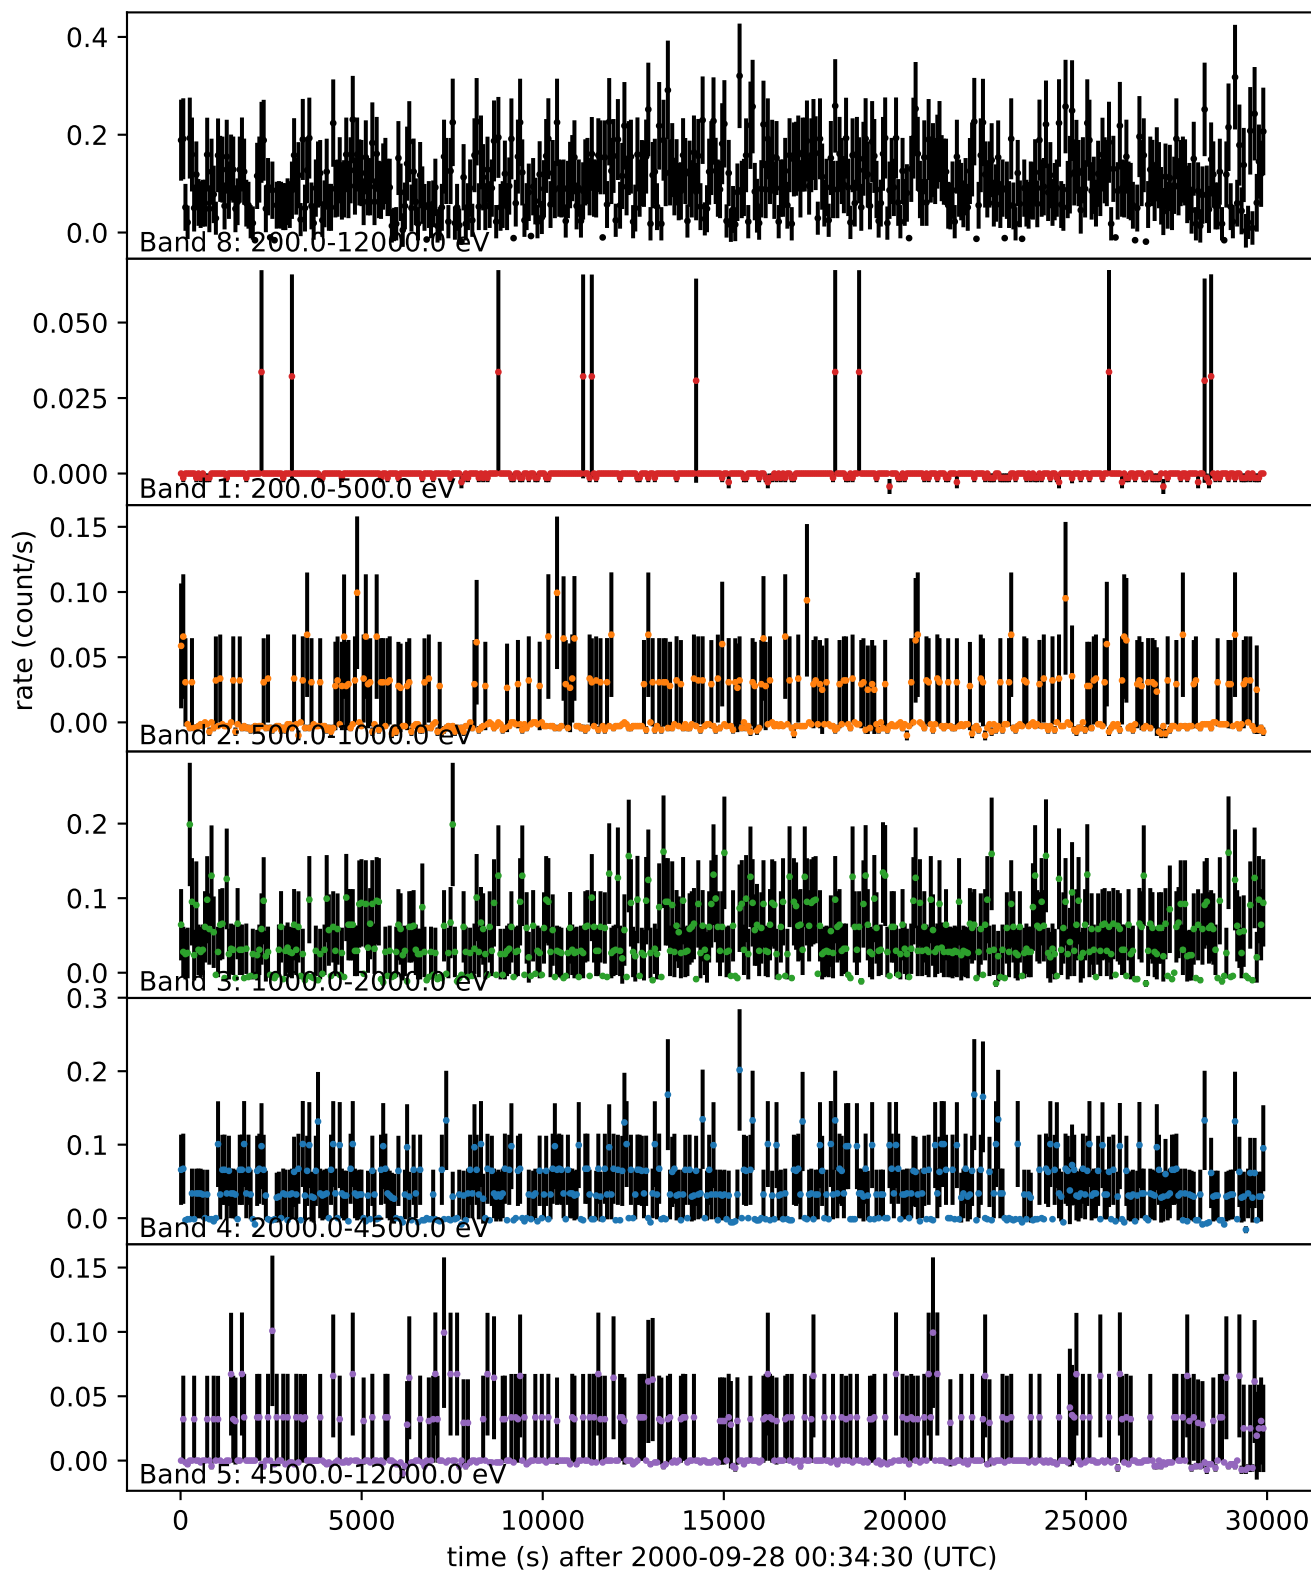 0.4
0.2
0.0
Band 8: 200.0-12000.0 eV
0.050
0.025
0.000
Band 1: 200.0-500.0 eV
0.15
0.10
0.05
0.00
Band 2: 500.0-1000.0 eV
rate (count/s)
0.2
0.1
0.0
Band 3: 1000.0-2000.0 eV
0.3
0.2
0.1
0.0
Band 4: 2000.0-4500.0 eV
0.15
0.10
0.05
0.00
Band 5: 4500.0-12000.0 eV
0 5000 10000 15000 20000 25000 30000
time (s) after 2000-09-28 00:34:30 (UTC)